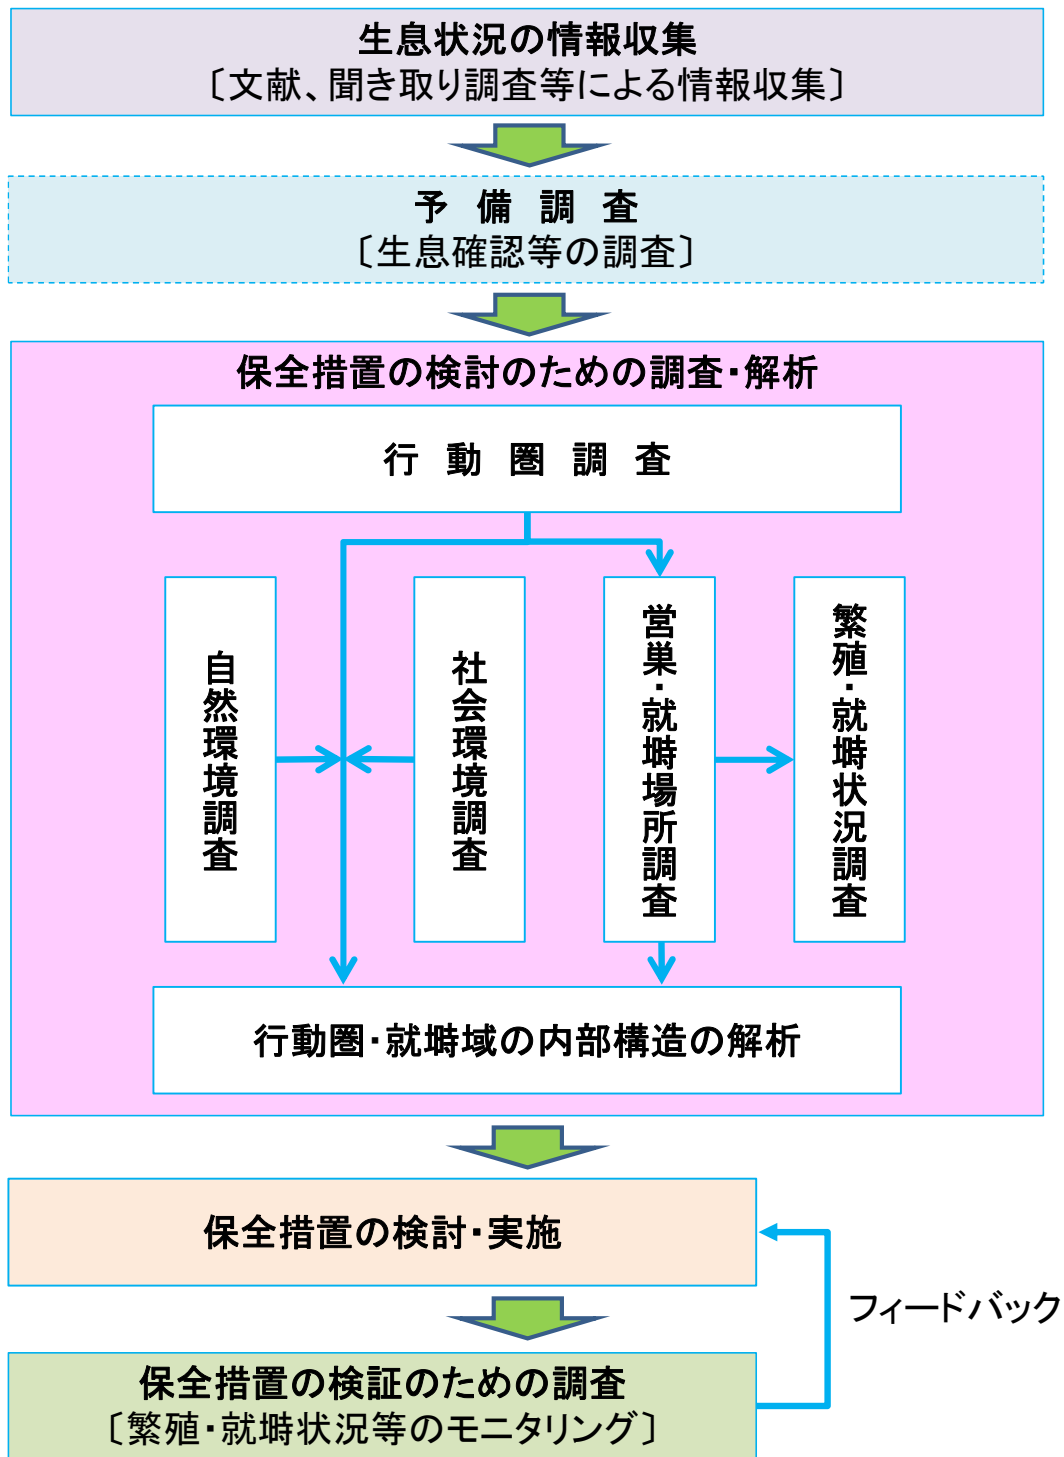 生息状況の情報収集
〔文献、聞き取り調査等による情報収集〕
予備調査
〔生息確認等の調査〕
保全措置の検討のための調査・解析
行動圏調査
自然環境調査
社会環境調査
営巣・就塒場所調査
繁殖・就塒状況調査
行動圏・就塒域の内部構造の解析
保全措置の検討・実施
フィードバック
保全措置の検証のための調査
〔繁殖・就塒状況等のモニタリング〕